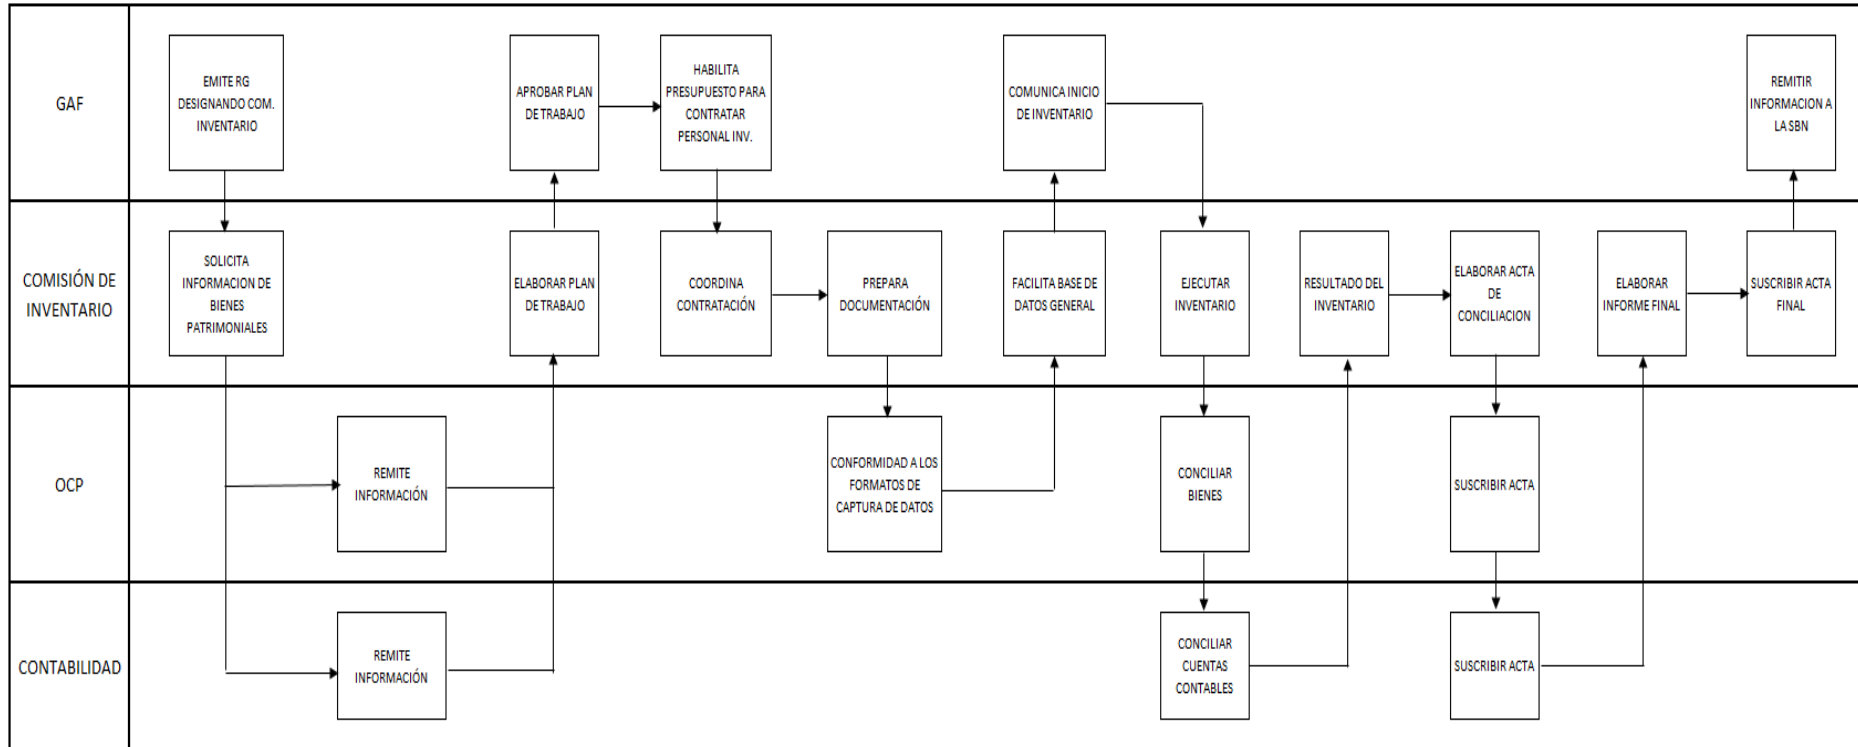 GAF
EMITE RG
DESIGNANDO COM.
INVENTARIO
APROBAR PLAN
DE TRABAJO
HABILITA
PRESUPUESTO PARA
CONTRATAR
PERSONAL INV.
COMUNICA INICIO
DE INVENTARIO
REMITIR
INFORMACION A
LA SBN
COMISIÓN DE
INVENTARIO
SOLICITA
INFORMACION DE
BIENES
PATRIMONIALES
ELABORAR PLAN
DE TRABAJO
COORDINA
CONTRATACIÓN
PREPARA
DOCUMENTACIÓN
FACILITA BASE DE
DATOS GENERAL
EJECUTAR
INVENTARIO
RESULTADO DEL
INVENTARIO
ELABORAR ACTA
DE
CONCILIACION
ELABORAR
INFORME FINAL
SUSCRIBIR ACTA
FINAL
OCP
REMITE
INFORMACIÓN
CONFORMIDAD A LOS
FORMATOS DE
CAPTURA DE DATOS
CONCILIAR
BIENES
SUSCRIBIR ACTA
CONTABILIDAD
REMITE
INFORMACIÓN
CONCILIAR
CUENTAS
CONTABLES
SUSCRIBIR ACTA